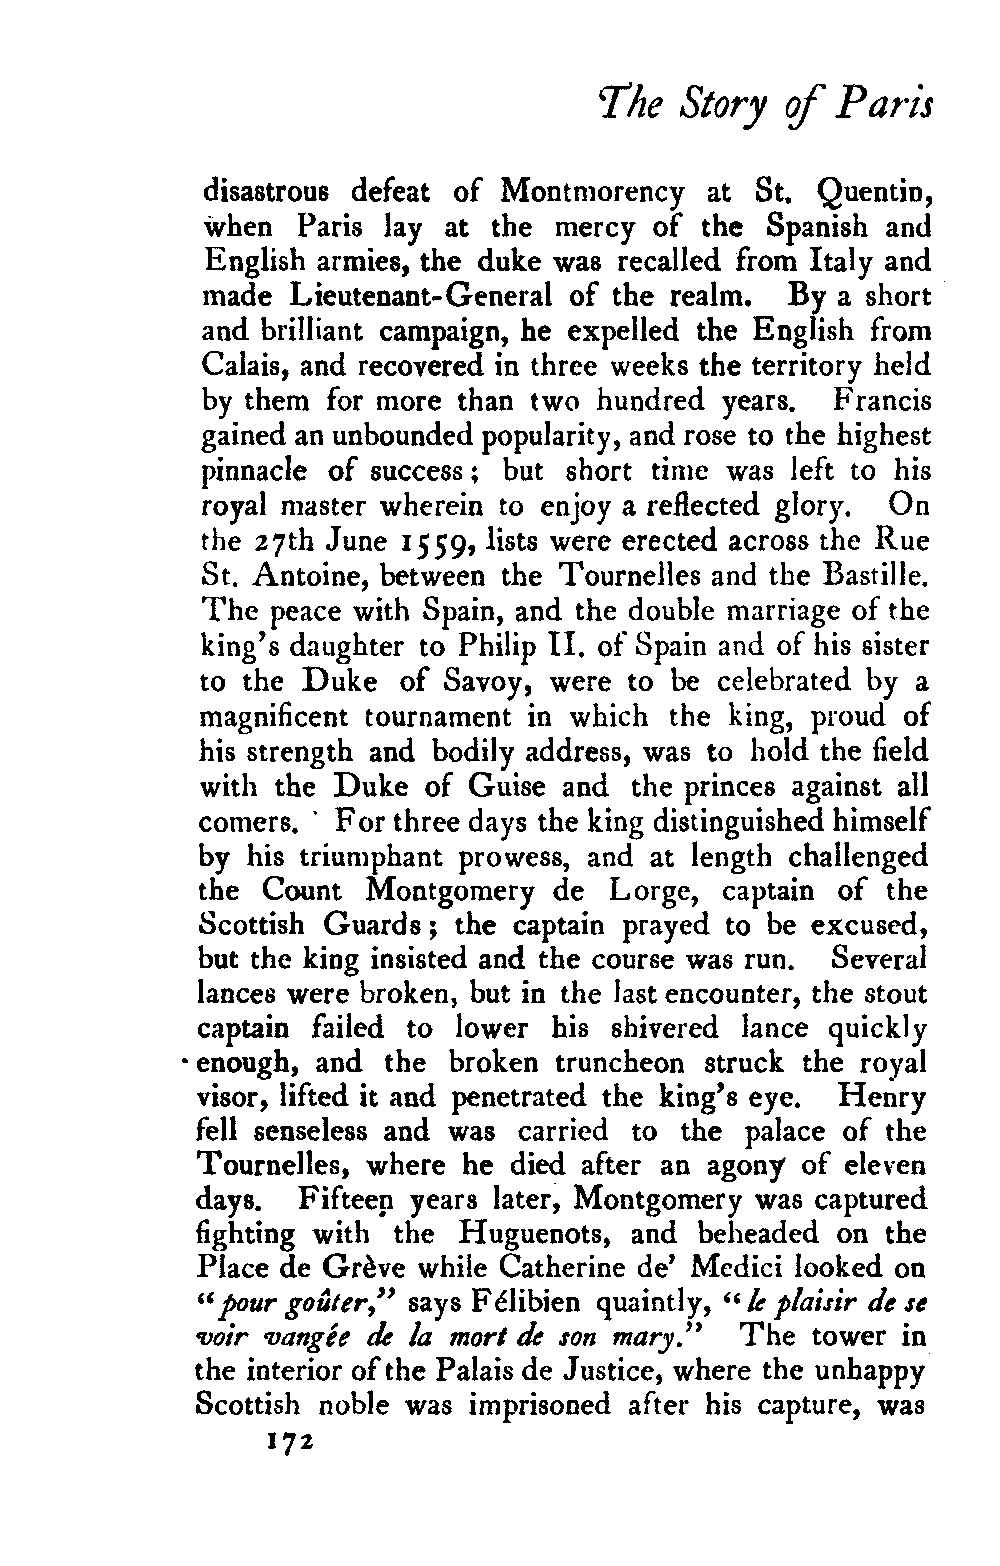 The Story of Paris
disastrous defeat of Montmorency at St. Quentin,
when Paris lay at the mercy of the Spanish and
English armies, the duke was recalled from Italy and
made Lieutenant-General of the realm. By a short
and brilliant campaign, he expelled the English from
Calais, and recovered in three weeks the territory held
by them for more than two hundred years. Francis
gained an unbounded popularity, and rose to the highest
pinnacle of success; but short time was left to his
royal master wherein to enjoy a reflected glory. On
the 27th June 1559, lists were erected across the Rue
St. Antoine, between the Tournelles and the Bastille.
The peace with Spain, and the double marriage of the
king's daughter to Philip II. of Spain and of his sister
to the Duke of Savoy, were to be celebrated by a
magnificent tournament in which the king, proud of
his strength and bodily address, was to hold the field
with the Duke of Guise and the princes against all
comers. For three days the king distinguished himself
by his triumphant prowess, and at length challenged
the Count Montgomery de Lorge, captain of the
Scottish Guards; the captain prayed to be excused,
but the king insisted and the course was run. Several
lances were broken, but in the last encounter, the stout
captain failed to lower his shivered lance quickly
enough, and the broken truncheon struck the royal
visor, lifted it and penetrated the king's eye. Henry
fell senseless and was carried to the palace of the
Tournelles, where he died after an agony of eleven
days. Fifteen years later, Montgomery was captured
fighting with the Huguenots, and beheaded on the
Place de Grève while Catherine de' Medici looked on
"pour goûter," says Félibien quaintly, "le plaisir de se
voir vangée de la mort de son mary." The tower in
the interior of the Palais de Justice, where the unhappy
Scottish noble was imprisoned after his capture, was
172